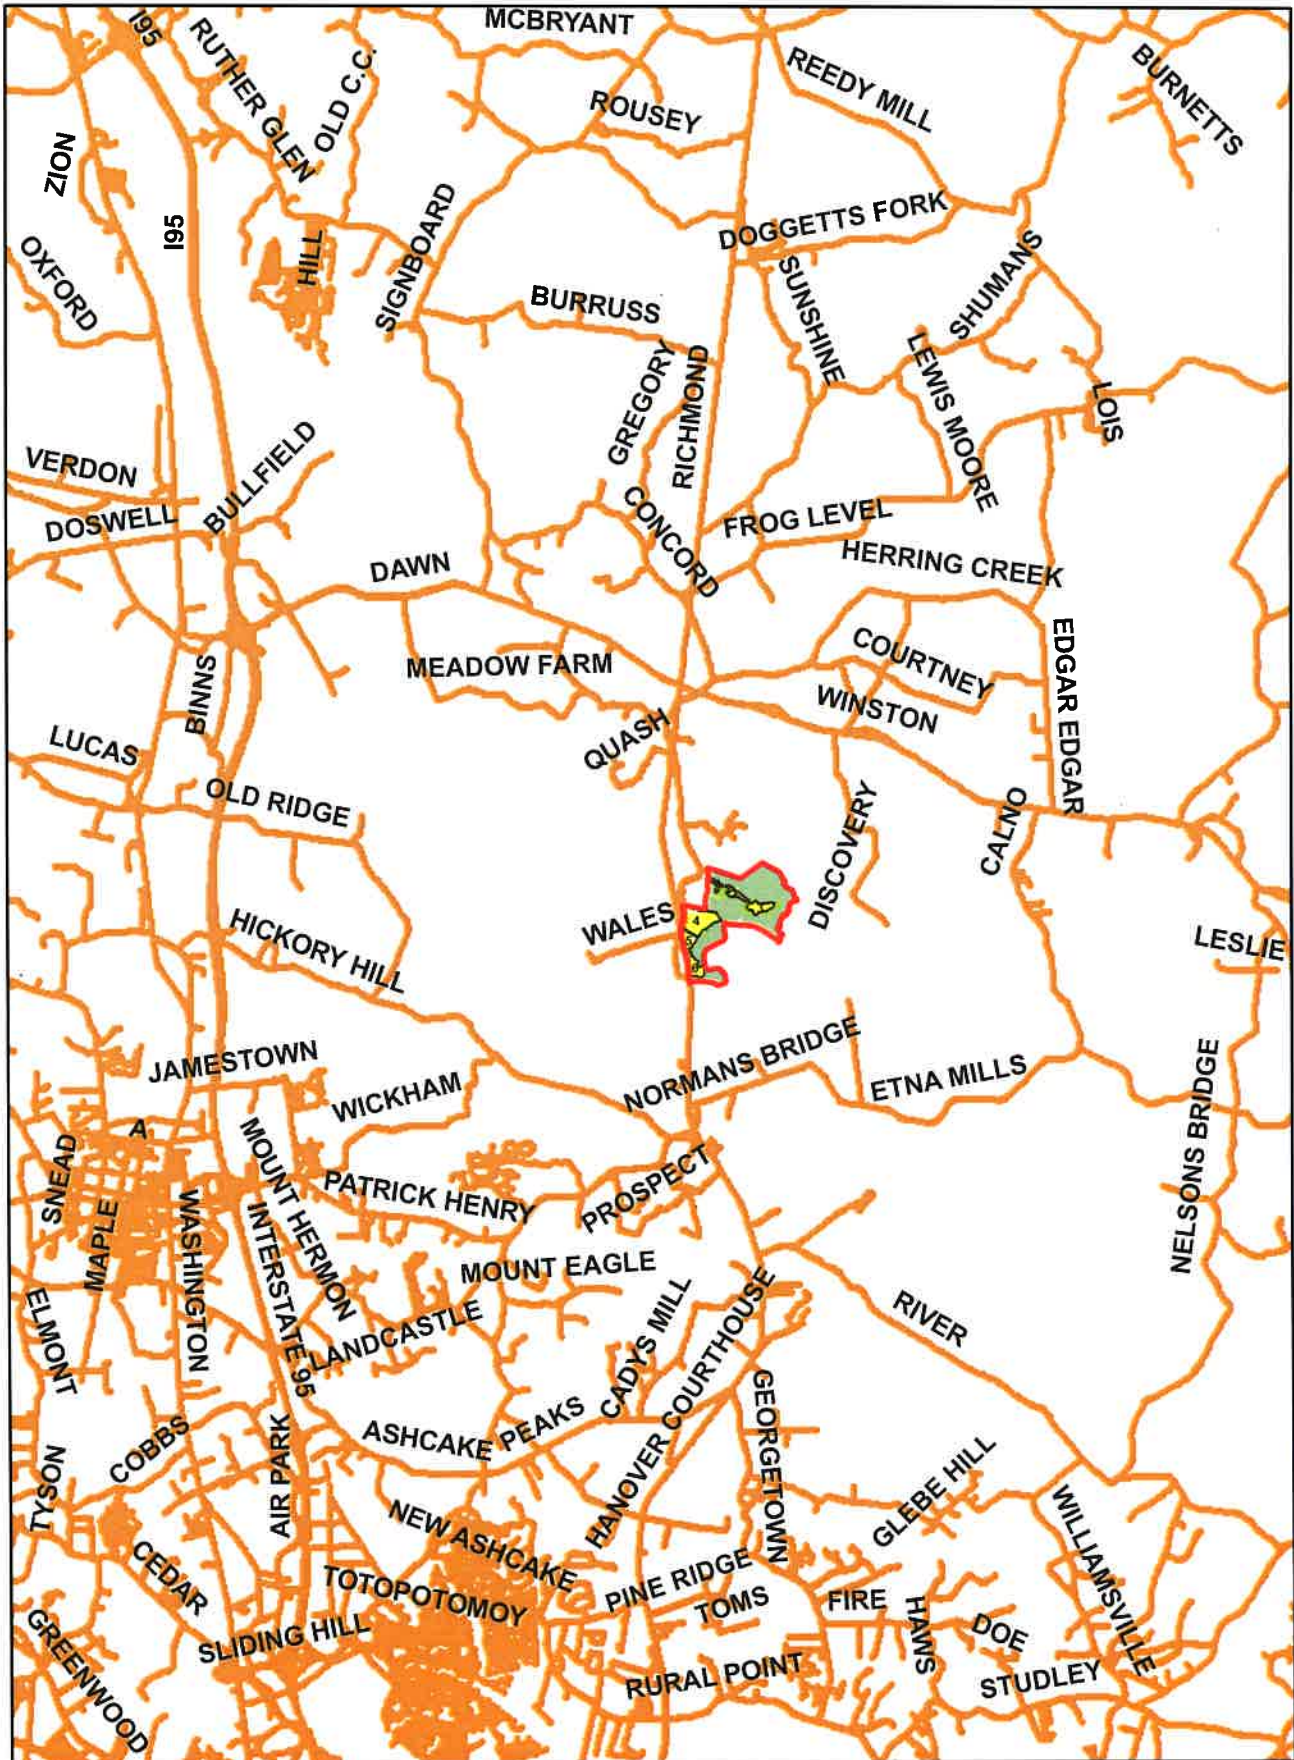 MCBRYANT
I95
RUTHER GLEN
OLD C.C.
REEDY MILL
BURNETTS
ROUSEY
ZION
I95
SIGNBOARD
DOGGETTS FORK
OXFORD
HILL
SHUMANS
SUNSHINE
BURRUSS
GREGORY
RICHMOND
LEWIS MOORE
LOIS
VERDON
BULLFIELD
DOSWELL
CONCORD
FROG LEVEL
HERRING CREEK
DAWN
EDGAR EDGAR
COURTNEY
MEADOW FARM
BINNS
WINSTON
QUASH
LUCAS
OLD RIDGE
DISCOVERY
CALNO
WALES
4
5
HICKORY HILL
LESLIE
NORMANS BRIDGE
JAMESTOWN
ETNA MILLS
WICKHAM
NELSONS BRIDGE
A
SNEAD
MOUNT HERMON
PATRICK HENRY
PROSPECT
MAPLE
WASHINGTON
INTERSTATE 95
MOUNT EAGLE
ELMONT
LANDCASTLE
CADYS MILL
HANOVER COURTHOUSE
RIVER
GEORGETOWN
ASHCAKE
PEAKS
COBBS
AIR PARK
TYSON
GLEBE HILL
NEW ASHCAKE
WILLIAMSVILLE
CEDAR
TOTOPOTOMOY
PINE RIDGE
TOMS
FIRE
HAWS
DOE
GREENWOOD
SLIDING HILL
RURAL POINT
STUDLEY